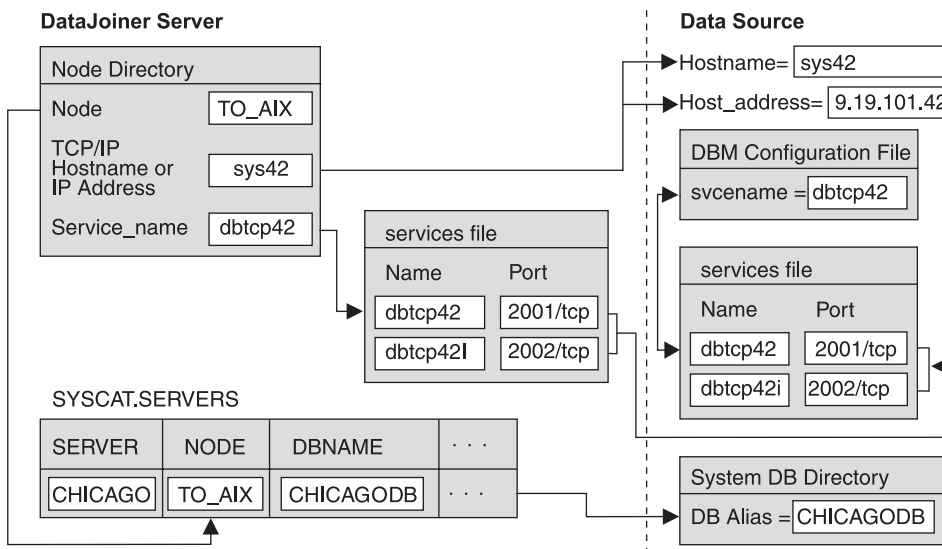 DataJoiner Server
Node Directory
Node TO_AIX
TCP/IP
Hostname or
IP Address
sys42
Service_name dbtcp42
services file
Name Port
dbtcp42 2001/tcp
dbtcp42I 2002/tcp
SYSCAT.SERVERS
SERVER NODE DBNAME . . .
CHICAGO TO_AIX CHICAGODB . . .
Data Source
Hostname= sys42
Host_address= 9.19.101.42
DBM Configuration File
svcename = dbtcp42
services file
Name Port
dbtcp42 2001/tcp
dbtcp42i 2002/tcp
System DB Directory
DB Alias = CHICAGODB